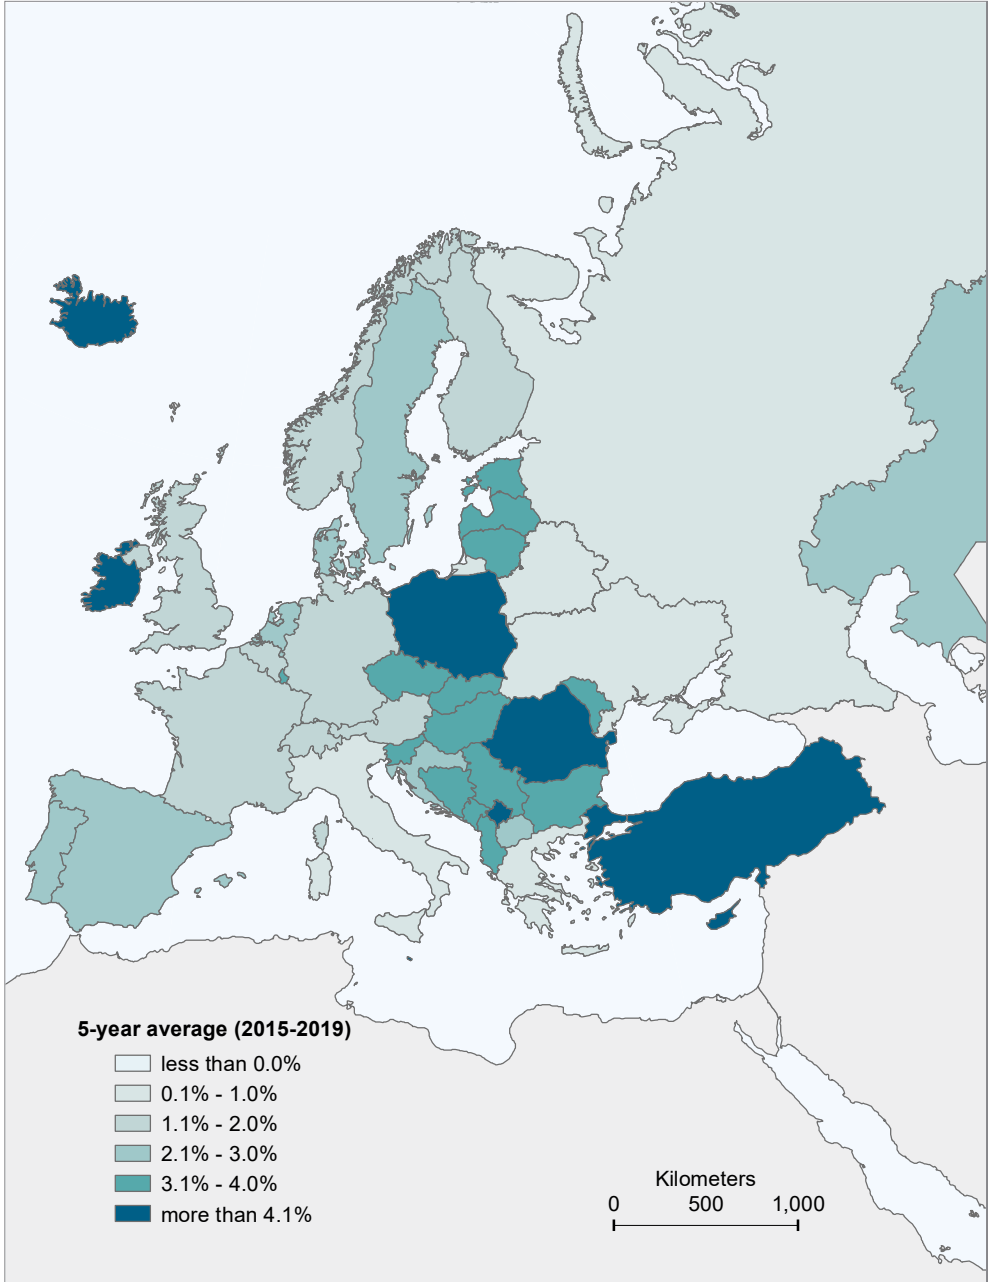 5-year average (2015-2019)
less than 0.0%
0.1% - 1.0%
1.1% - 2.0%
2.1% - 3.0%
3.1% - 4.0%
more than 4.1%
Kilometers
0 500 1,000